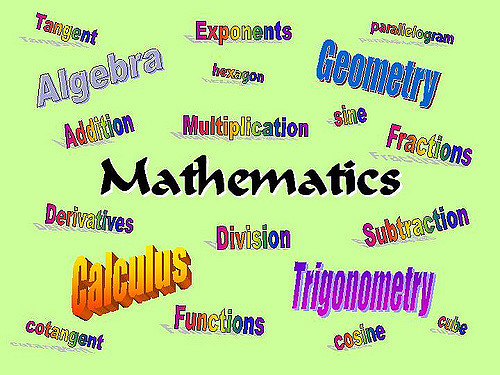 Tangent
Exponents
parallelogram
Algebra
hexagon
Geometry
Addition
Multiplication
sine
Fractions
Mathematics
Derivatives
Division
Subtraction
Calculus
Trigonometry
cotangent
Functions
cosine
cube